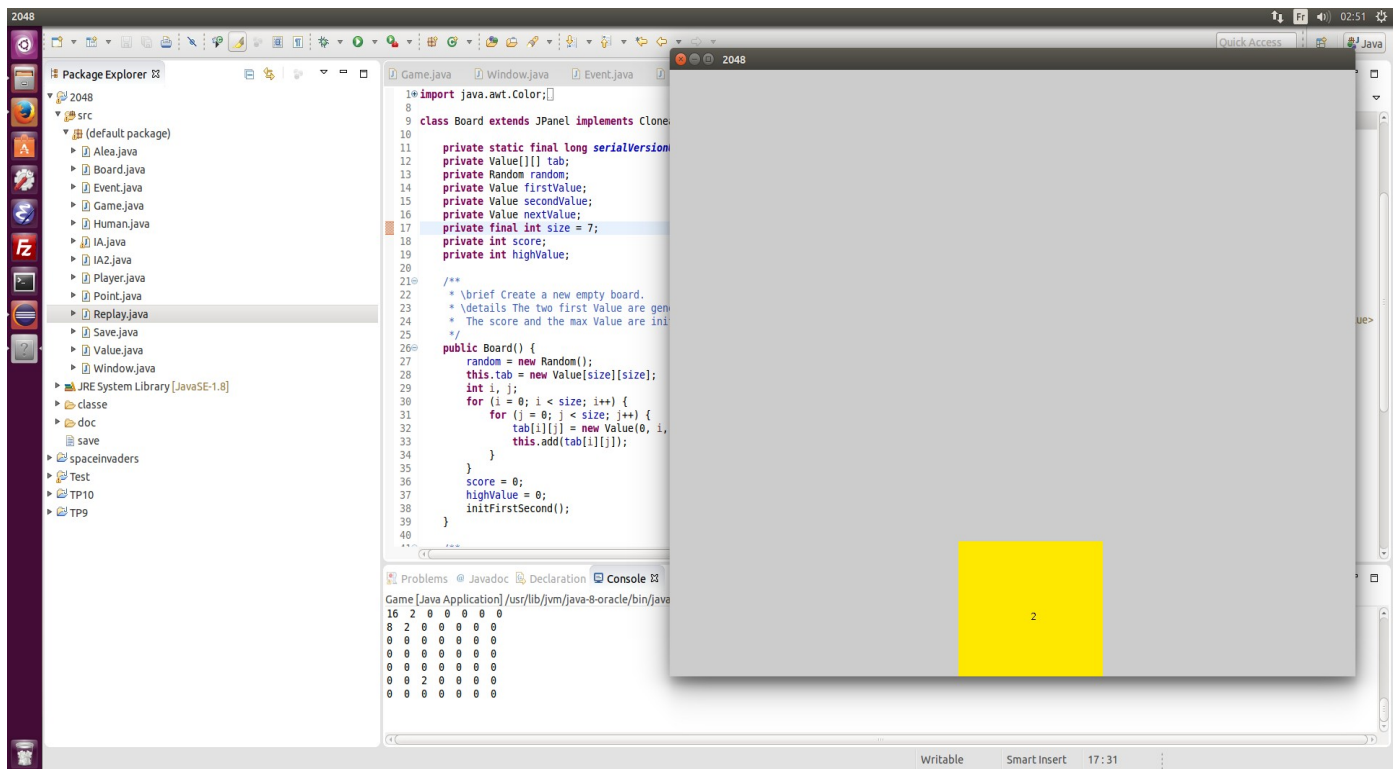 2048
Fr 02:51
Quick Access Java
Package Explorer
2048
src
(default package)
Alea.java
Board.java
Event.java
Game.java
Human.java
IA.java
IA2.java
Player.java
Point.java
Replay.java
Save.java
Value.java
Window.java
JRE System Library [JavaSE-1.8]
classe
doc
save
spaceinvaders
Test
TP10
TP9
Game.java Window.java Event.java
1 import java.awt.Color;
8
9 class Board extends JPanel implements Clonea
10
11 private static final long serialVersionU
12 private Value[][] tab;
13 private Random random;
14 private Value firstValue;
15 private Value secondValue;
16 private Value nextValue;
17 private final int size = 7;
18 private int score;
19 private int highValue;
20
21 /**
22 * \brief Create a new empty board.
23 * \details The two first Value are gen
24 * The score and the max Value are ini
25 */
26 public Board() {
27 random = new Random();
28 this.tab = new Value[size][size];
29 int i, j;
30 for (i = 0; i < size; i++) {
31 for (j = 0; j < size; j++) {
32 tab[i][j] = new Value(0, i,
33 this.add(tab[i][j]);
34 }
35 }
36 score = 0;
37 highValue = 0;
38 initFirstSecond();
39 }
40
ue>
2048
2
Problems Javadoc Declaration Console
Game [Java Application] /usr/lib/jvm/java-8-oracle/bin/java
16 2 0 0 0 0 0
8 2 0 0 0 0 0
0 0 0 0 0 0 0
0 0 0 0 0 0 0
0 0 0 0 0 0 0
0 0 2 0 0 0 0
0 0 0 0 0 0 0
Writable Smart Insert 17 : 31